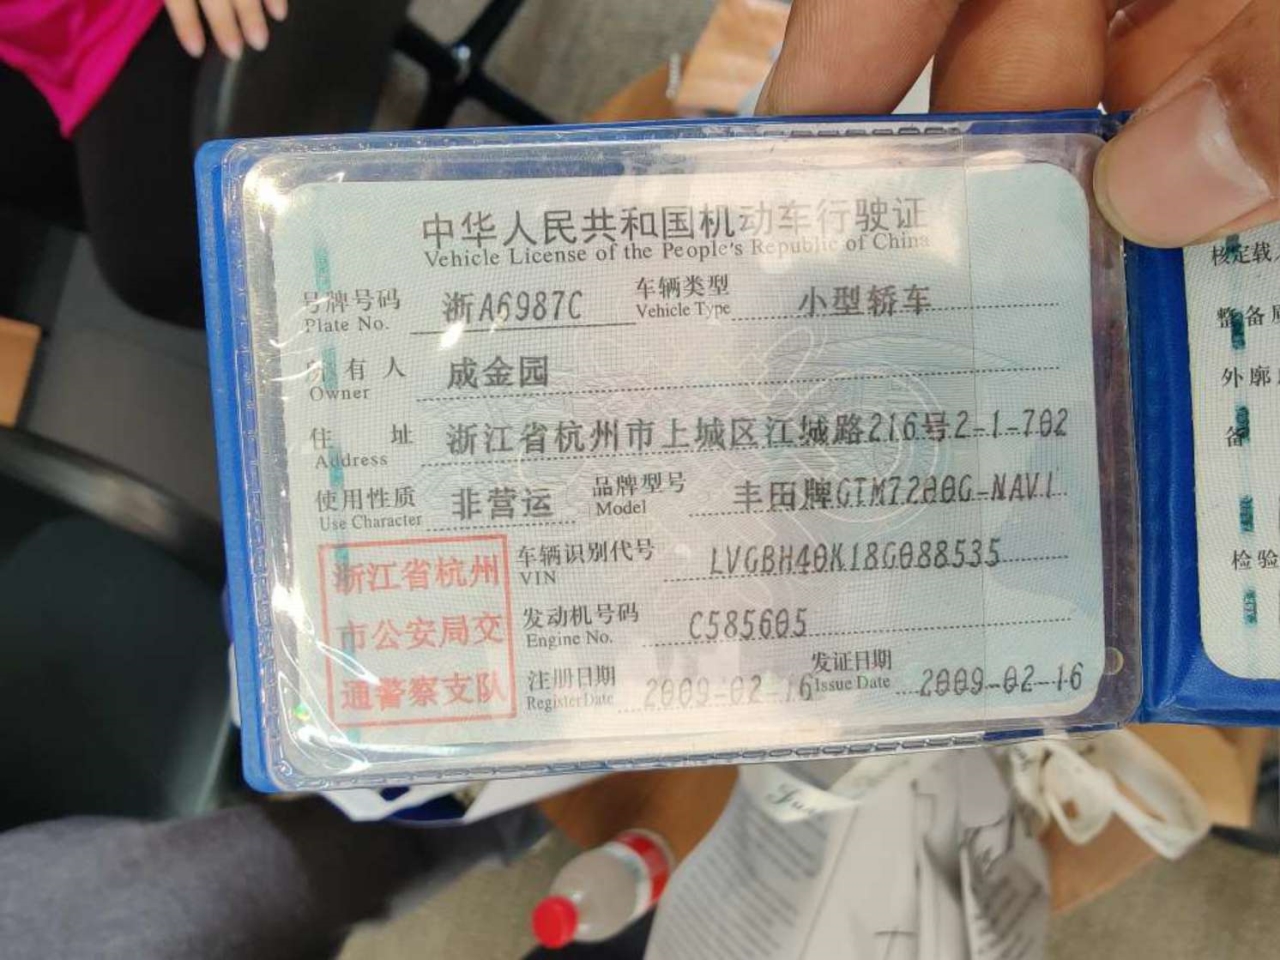 中华人民共和国机动车行驶证
Vehicle License of the People's Republic of China
号牌号码 浙A6987C 车辆类型 小型轿车
Plate No. Vehicle Type
所有人 成金园
Owner
住址 浙江省杭州市上城区江城路216号2-1-702
Address
使用性质 非营运 品牌型号 丰田牌GTM7200G-NAVI
Use Character Model
浙江省杭州
市公安局交
通警察支队
车辆识别代号 LVGBH40K18G088535
VIN
发动机号码 C585605
Engine No.
注册日期 2009-02-16 发证日期 2009-02-16
Register Date Issue Date
核定载
整备
外廓
备
检验